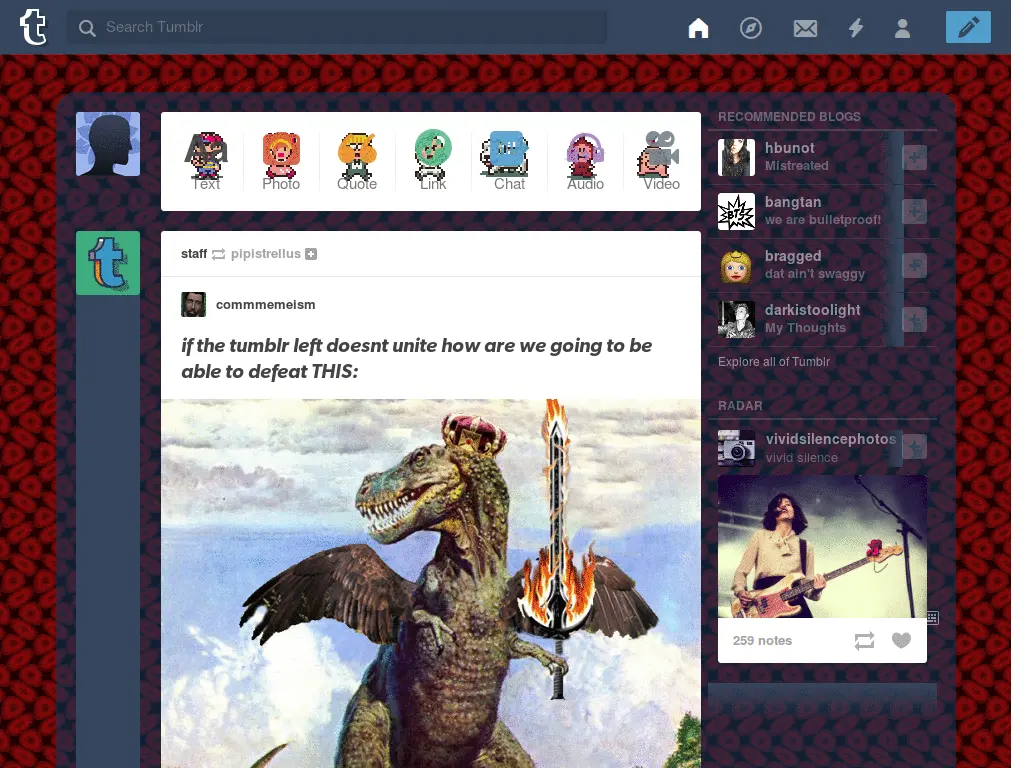 t
Search Tumblr
Text
Photo
Quote
Link
Chat
Audio
Video
t
staff pipistrellus
commmemeism
if the tumblr left doesnt unite how are we going to be
able to defeat THIS:
RECOMMENDED BLOGS
hbunot
Mistreated
bangtan
we are bulletproof!
BTS
bragged
dat ain't swaggy
darkistoolight
My Thoughts
Explore all of Tumblr
RADAR
vividsilencephotos
vivid silence
259 notes